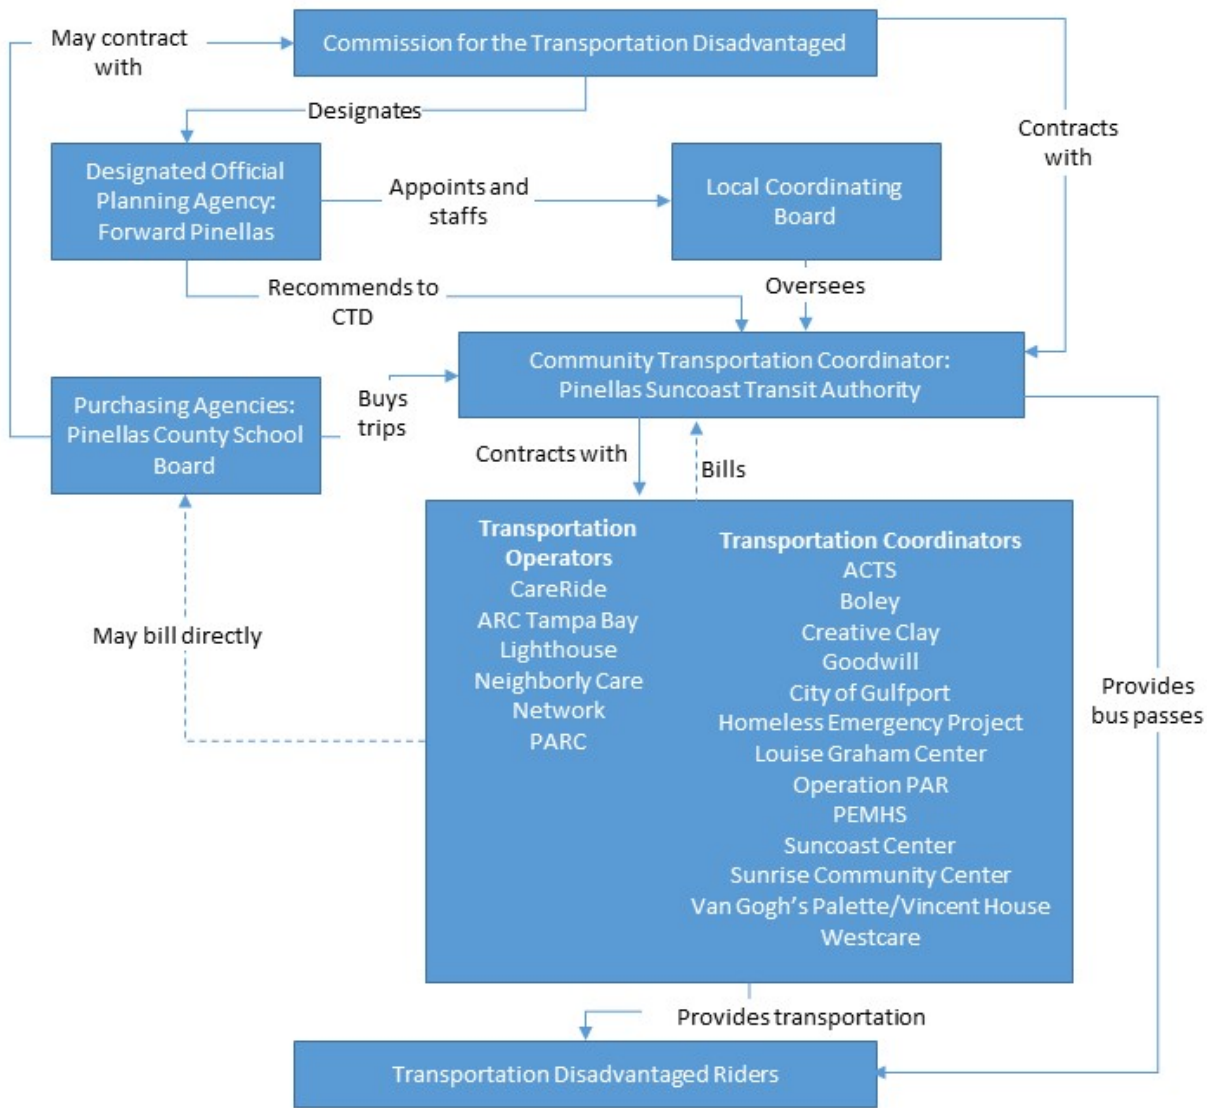 May contract
with
Commission for the Transportation Disadvantaged
Designates
Contracts
with
Designated Official
Planning Agency:
Forward Pinellas
Appoints and
staffs
Local Coordinating
Board
Recommends to
CTD
Oversees
Community Transportation Coordinator:
Pinellas Suncoast Transit Authority
Purchasing Agencies:
Pinellas County School
Board
Buys
trips
Contracts with
Bills
Transportation
Operators
CareRide
ARC Tampa Bay
Lighthouse
Neighborly Care
Network
PARC
Transportation Coordinators
ACTS
Boley
Creative Clay
Goodwill
City of Gulfport
Homeless Emergency Project
Louise Graham Center
Operation PAR
PEMHS
Suncoast Center
Sunrise Community Center
Van Gogh's Palette/Vincent House
Westcare
May bill directly
Provides
bus passes
Provides transportation
Transportation Disadvantaged Riders